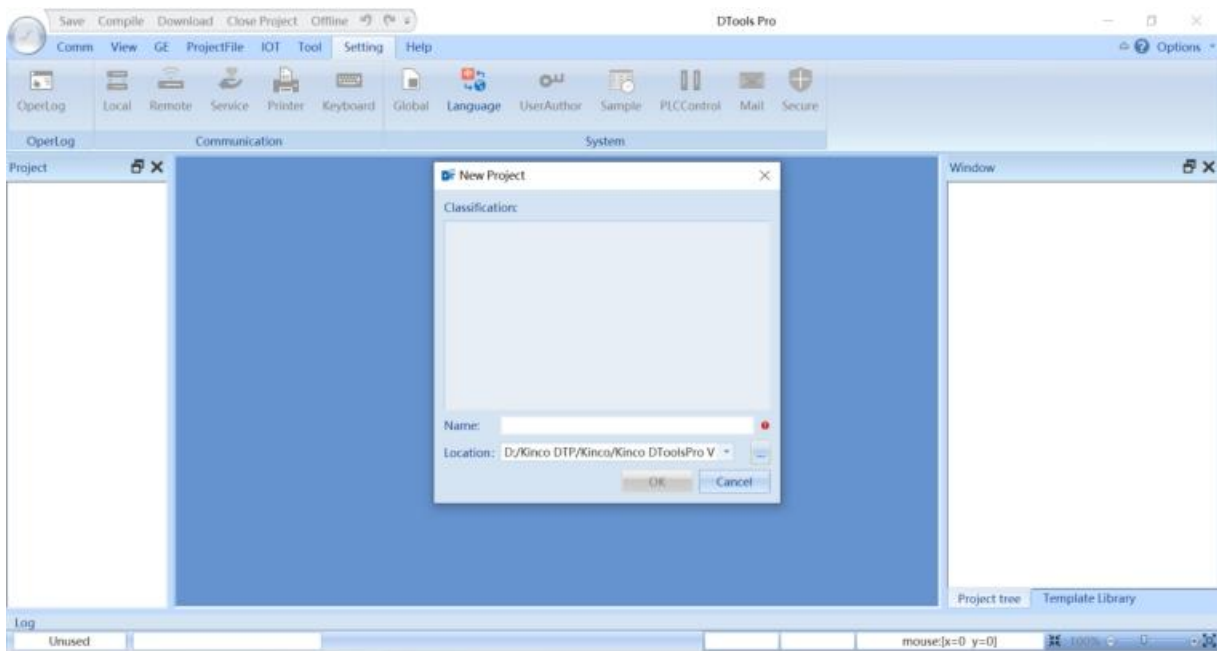 Save Compile Download Close Project Offline DTools Pro
Comm View GE ProjectFile IOT Tool Setting Help Options
OperLog Local Remote Service Printer Keyboard Global Language UserAuthor Sample PLCControl Mail Secure
OperLog Communication System
Project
Window
New Project
Classification:
Name:
Location: D:/Kinco DTP/Kinco/Kinco DToolsPro V
OK Cancel
Project tree Template Library
Log
Unused mouse:[x=0 y=0] 100%